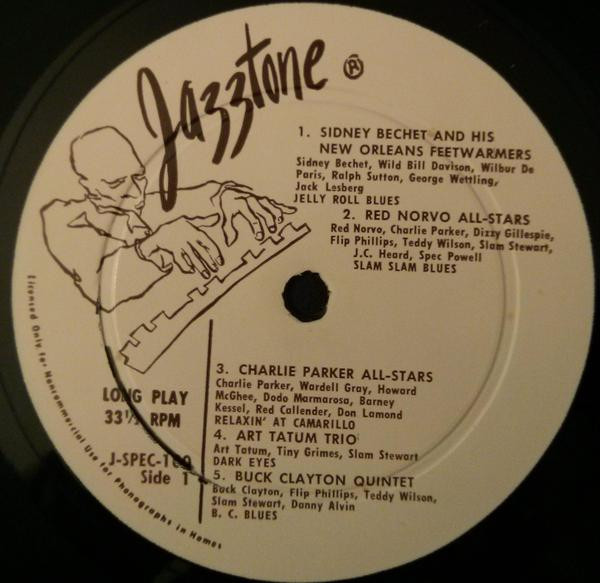 Jazztone ®
1. SIDNEY BECHET AND HIS
NEW ORLEANS FEETWARMERS
Sidney Bechet, Wild Bill Davison, Wilbur De
Paris, Ralph Sutton, George Wettling,
Jack Lesberg
JELLY ROLL BLUES
2. RED NORVO ALL-STARS
Red Norvo, Charlie Parker, Dizzy Gillespie,
Flip Phillips, Teddy Wilson, Slam Stewart,
J.C. Heard, Spec Powell
SLAM SLAM BLUES
3. CHARLIE PARKER ALL-STARS
Charlie Parker, Wardell Gray, Howard
McGhee, Dodo Marmarosa, Barney
Kessel, Red Callender, Don Lamond
RELAXIN' AT CAMARILLO
4. ART TATUM TRIO
Art Tatum, Tiny Grimes, Slam Stewart
DARK EYES
5. BUCK CLAYTON QUINTET
Buck Clayton, Flip Phillips, Teddy Wilson,
Slam Stewart, Danny Alvin
B. C. BLUES
LONG PLAY
33 1/3 RPM
J-SPEC-100
Side 1
Licensed Only for Noncommercial Use for Phonographs in Homes